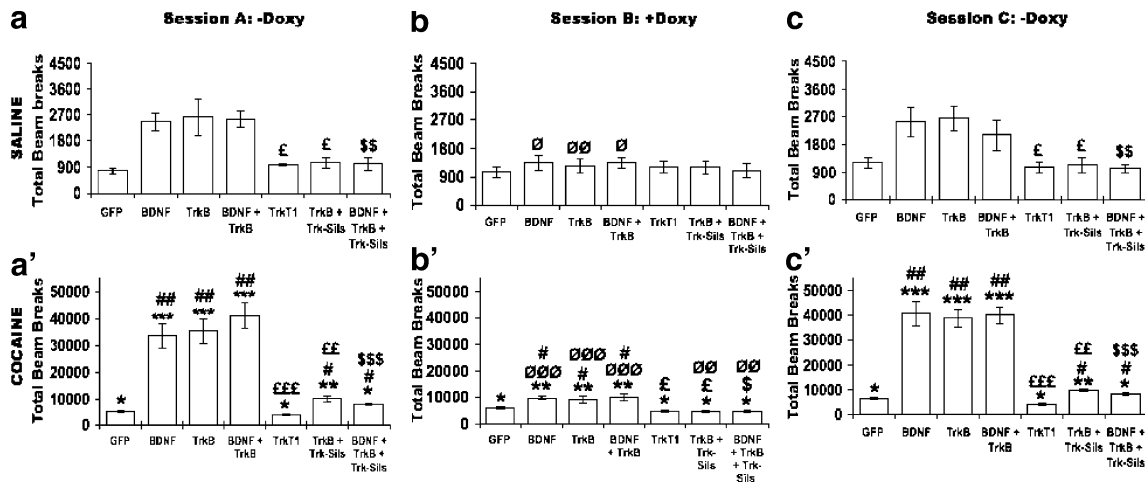 a
Session A: -Doxy
b
Session B: +Doxy
c
Session C: -Doxy
SALINE
Total Beam breaks
4500
3600
2700
1800
900
0
£
£
$$
GFP
BDNF
TrkB
BDNF +
TrkB
TrkT1
TrkB +
Trk-Sils
BDNF +
TrkB +
Trk-Sils
Total Beam Breaks
4500
3600
2700
1800
900
0
Ø
ØØ
Ø
GFP
BDNF
TrkB
BDNF +
TrkB
TrkT1
TrkB +
Trk-Sils
BDNF +
TrkB +
Trk-Sils
Total Beam Breaks
4500
3600
2700
1800
900
0
£
£
$$
GFP
BDNF
TrkB
BDNF +
TrkB
TrkT1
TrkB +
Trk-Sils
BDNF +
TrkB +
Trk-Sils
a'
COCAINE
Total Beam Breaks
50000
40000
30000
20000
10000
0
*
##
***
##
***
##
***
£££
*
££
#
**
$$$
#
*
GFP
BDNF
TrkB
BDNF +
TrkB
TrkT1
TrkB +
Trk-Sils
BDNF +
TrkB +
Trk-Sils
b'
Total Beam Breaks
50000
40000
30000
20000
10000
0
*
#
ØØØ
**
ØØØ
#
**
#
ØØØ
**
£
*
ØØ
£
*
ØØ
$
*
GFP
BDNF
TrkB
BDNF
+ TrkB
TrkT1
TrkB +
Trk-
Sils
BDNF
+ TrkB
+ Trk-
Sils
c'
Total Beam Breaks
50000
40000
30000
20000
10000
0
*
##
***
##
***
##
***
£££
*
££
#
**
$$$
#
*
GFP
BDNF
TrkB
BDNF +
TrkB
TrkT1
TrkB +
Trk-Sils
BDNF +
TrkB +
Trk-Sils